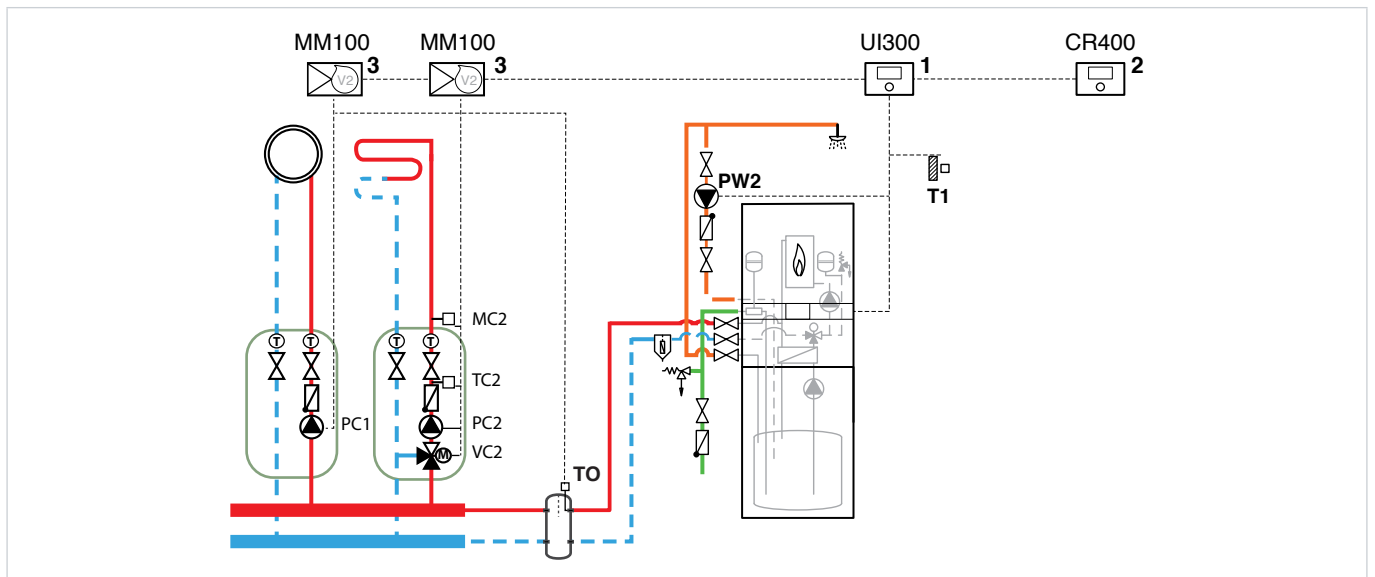 MM100 MM100 UI300 CR400
3 3 1 2
V2 V2
PW2
T1
T T T T
MC2
TC2
PC1 PC2
M VC2
TO